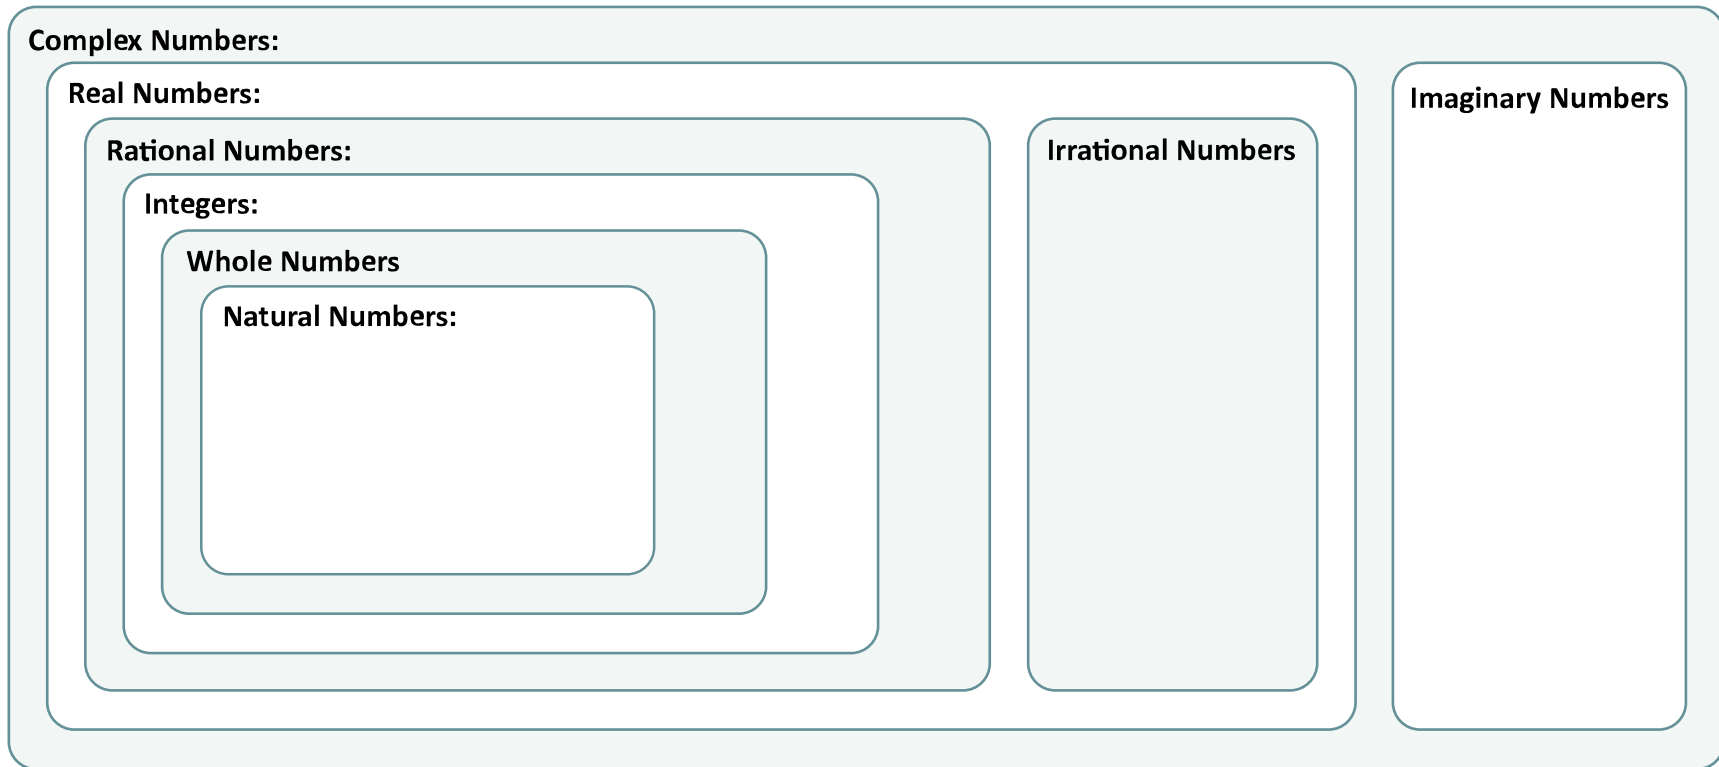 Complex Numbers:
Real Numbers:
Imaginary Numbers
Rational Numbers:
Irrational Numbers
Integers:
Whole Numbers
Natural Numbers: